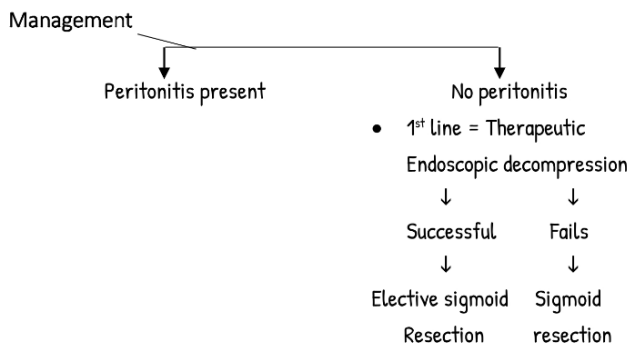 Management
Peritonitis present
No peritonitis
• 1st line = Therapeutic
Endoscopic decompression
↓ ↓
Successful Fails
↓ ↓
Elective sigmoid Sigmoid
Resection resection